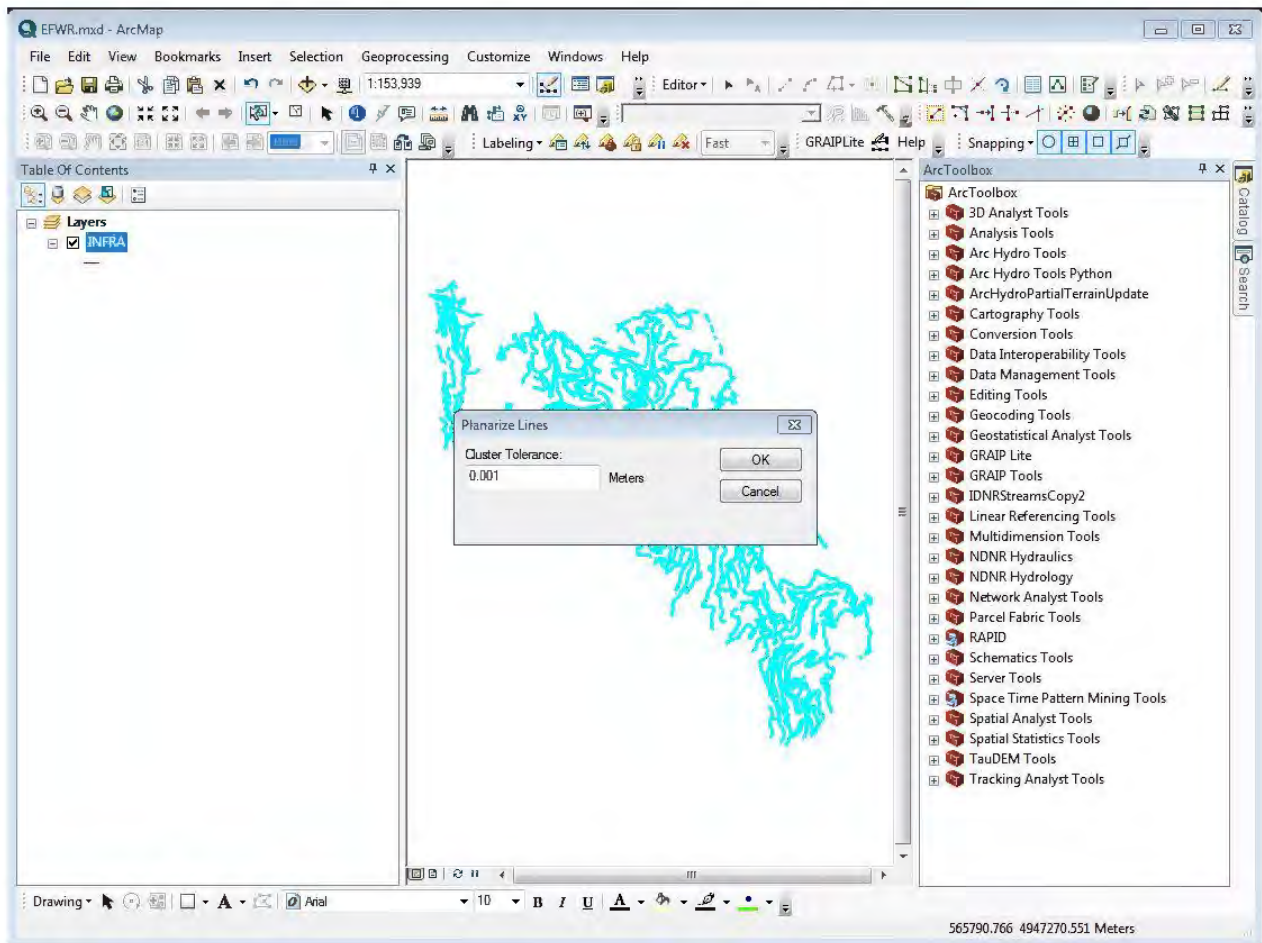 EFWR.mxd - ArcMap
File Edit View Bookmarks Insert Selection Geoprocessing Customize Windows Help
1:153,939
Editor
Labeling
Fast
GRAIPLite
Help
Snapping
Table Of Contents
Layers
INFRA
Planarize Lines
Cluster Tolerance:
0.001
Meters
OK
Cancel
ArcToolbox
ArcToolbox
3D Analyst Tools
Analysis Tools
Arc Hydro Tools
Arc Hydro Tools Python
ArcHydroPartialTerrainUpdate
Cartography Tools
Conversion Tools
Data Interoperability Tools
Data Management Tools
Editing Tools
Geocoding Tools
Geostatistical Analyst Tools
GRAIP Lite
GRAIP Tools
IDNRStreamsCopy2
Linear Referencing Tools
Multidimension Tools
NDNR Hydraulics
NDNR Hydrology
Network Analyst Tools
Parcel Fabric Tools
RAPID
Schematics Tools
Server Tools
Space Time Pattern Mining Tools
Spatial Analyst Tools
Spatial Statistics Tools
TauDEM Tools
Tracking Analyst Tools
Catalog
Search
Drawing
A
Arial
10
B I U A
565790.766 4947270.551 Meters